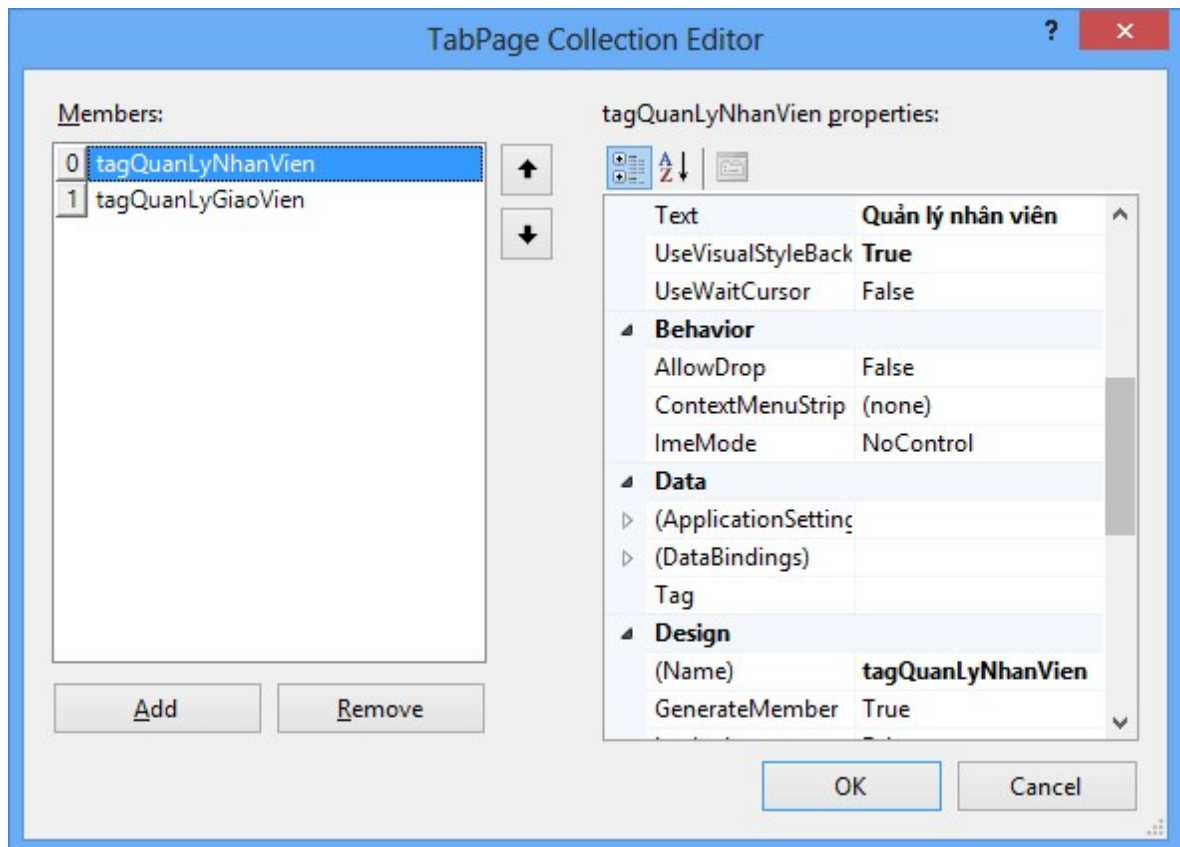 TabPage Collection Editor
?
Members:
0 tagQuanLyNhanVien
1 tagQuanLyGiaoVien
Add
Remove
tagQuanLyNhanVien properties:
Text Quản lý nhân viên
UseVisualStyleBack True
UseWaitCursor False
Behavior
AllowDrop False
ContextMenuStrip (none)
ImeMode NoControl
Data
(ApplicationSetting
(DataBindings)
Tag
Design
(Name) tagQuanLyNhanVien
GenerateMember True
OK
Cancel